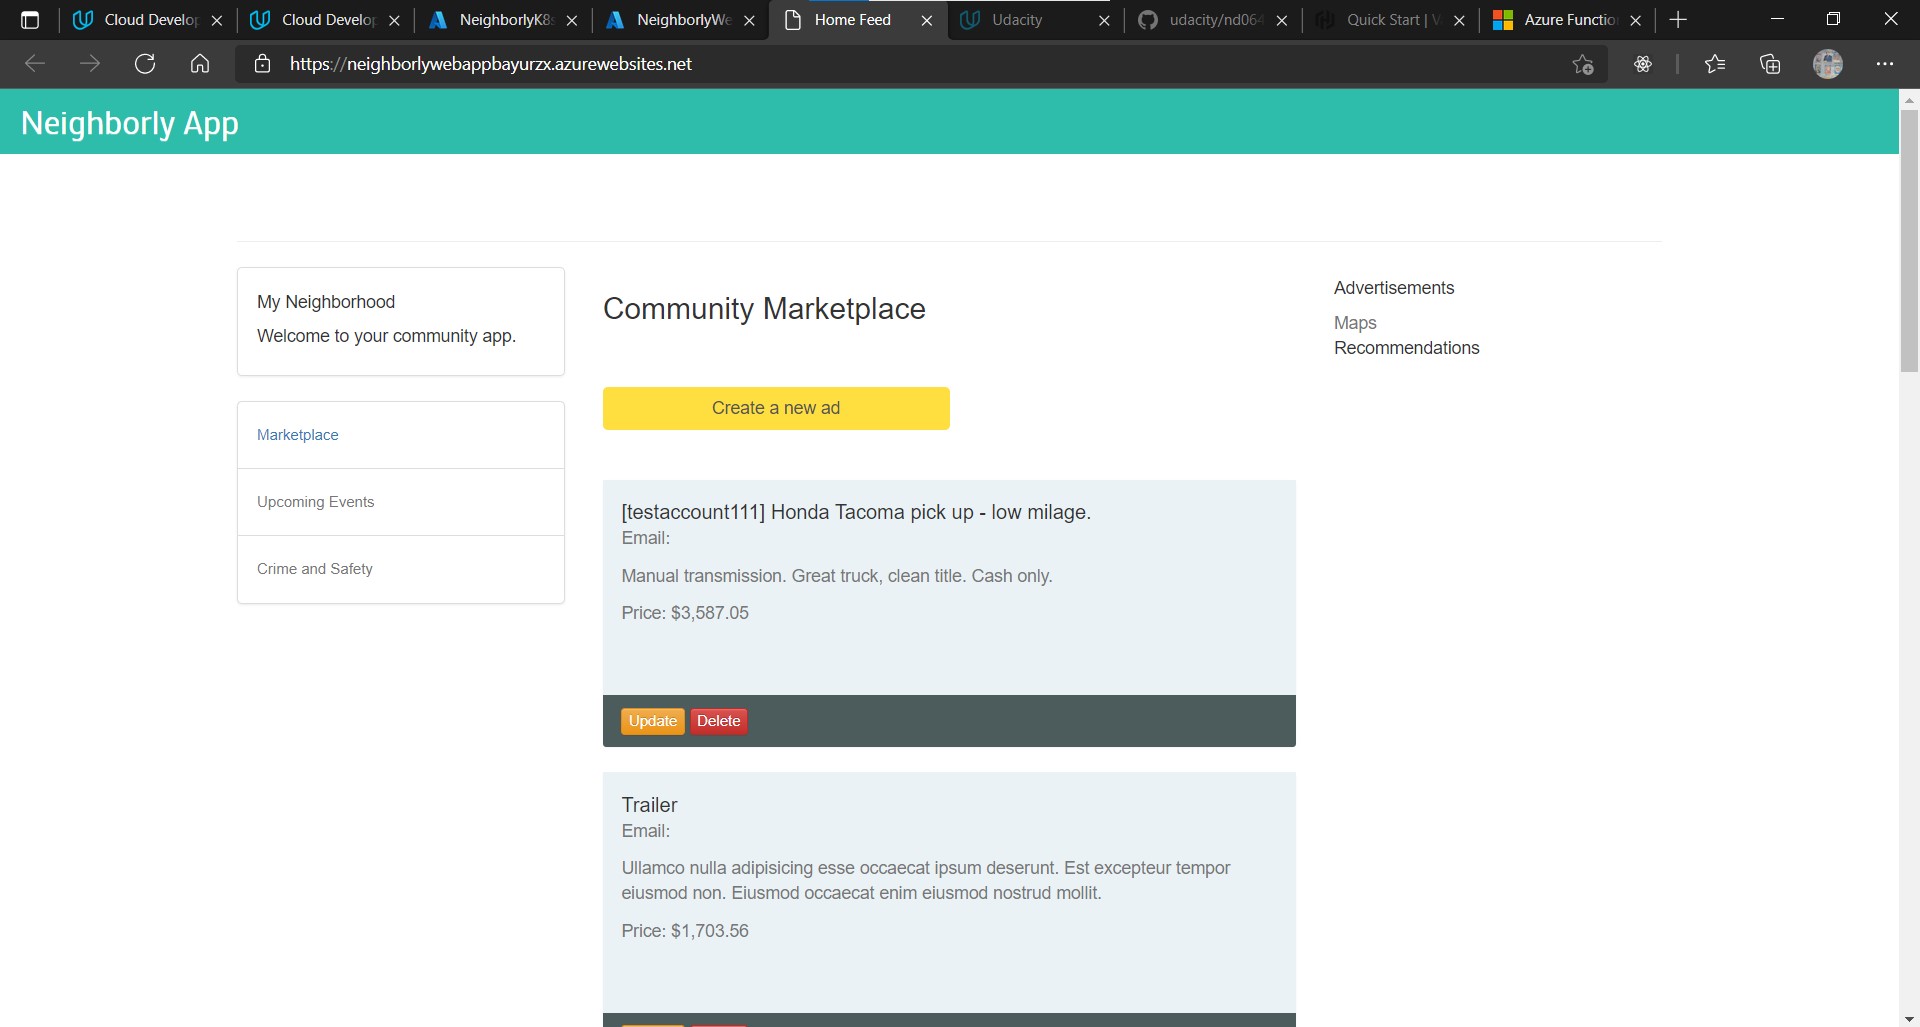 Cloud Develop
Cloud Develop
NeighborlyK8s
NeighborlyWe
Home Feed
Udacity
udacity/nd064
Quick Start | V
Azure Functio
https://neighborlywebappbayurzx.azurewebsites.net
Neighborly App
My Neighborhood
Welcome to your community app.
Marketplace
Upcoming Events
Crime and Safety
Community Marketplace
Create a new ad
[testaccount111] Honda Tacoma pick up - low milage.
Email:
Manual transmission. Great truck, clean title. Cash only.
Price: $3,587.05
Update Delete
Trailer
Email:
Ullamco nulla adipisicing esse occaecat ipsum deserunt. Est excepteur tempor
eiusmod non. Eiusmod occaecat enim eiusmod nostrud mollit.
Price: $1,703.56
Advertisements
Maps
Recommendations